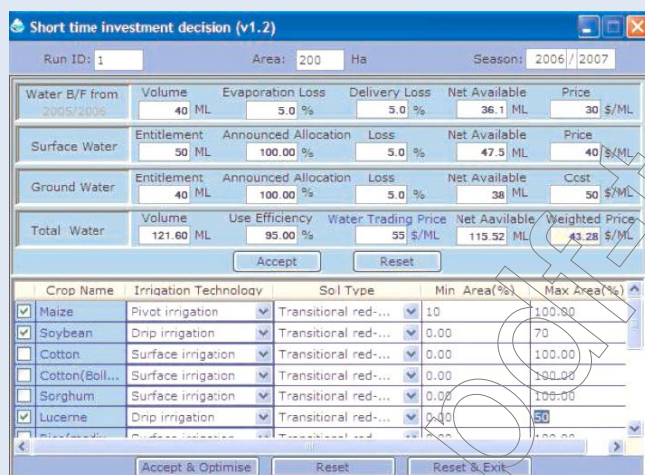 Short time investment decision (v1.2)
Run ID: 1 Area: 200 Ha Season: 2006 / 2007
Water B/F from 2005/2006 Volume 40 ML Evaporation Loss 5.0 % Delivery Loss 5.0 % Net Available 36.1 ML Price 30 $/ML
Surface Water Entitlement 50 ML Announced Allocation 100.00 % Loss 5.0 % Net Available 47.5 ML Price 40 $/ML
Ground Water Entitlement 40 ML Announced Allocation 100.00 % Loss 5.0 % Net Available 38 ML Cost 50 $/ML
Total Water Volume 121.60 ML Use Efficiency 95.00 % Water Trading Price 55 $/ML Net Aavailable 115.52 ML Weighted Price 43.28 $/ML
Accept Reset
Crop Name Irrigation Technology Soil Type Min Area(%) Max Area(%)
Maize Pivot irrigation Transitional red-... 10 100.00
Soybean Drip irrigation Transitional red-... 0.00 70
Cotton Surface irrigation Transitional red-... 0.00 100.00
Cotton(Boll... Surface irrigation Transitional red-... 0.00 100.00
Sorghum Surface irrigation Transitional red-... 0.00 100.00
Lucerne Drip irrigation Transitional red-... 0.00 50
Accept & Optimise Reset Reset & Exit